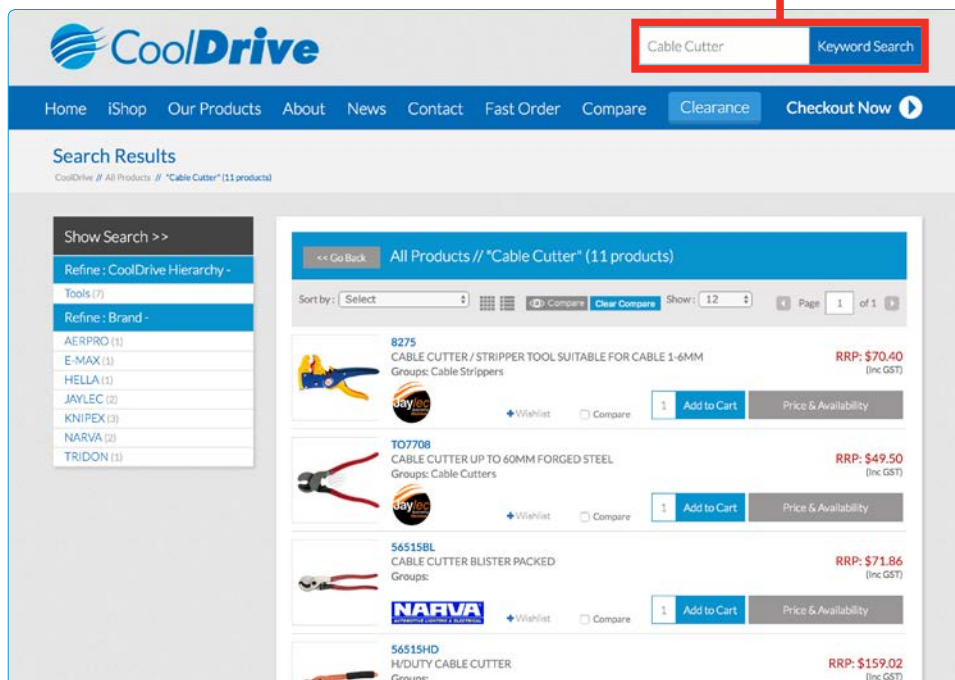 CoolDrive
Cable Cutter Keyword Search
Home iShop Our Products About News Contact Fast Order Compare Clearance Checkout Now
Search Results
CoolDrive // All Products // "Cable Cutter" (11 products)
Show Search >>
Refine : CoolDrive Hierarchy -
Tools (7)
Refine : Brand -
AERPRO (1)
E-MAX (1)
HELLA (1)
JAYLEC (2)
KNIPEX (3)
NARVA (2)
TRIDON (1)
<< Go Back All Products // "Cable Cutter" (11 products)
Sort by : Select Compare Clear Compare Show : 12 Page 1 of 1
8275
CABLE CUTTER / STRIPPER TOOL SUITABLE FOR CABLE 1-6MM
Groups: Cable Strippers
RRP: $70.40
(Inc GST)
Jaylec
Wishlist Compare 1 Add to Cart Price & Availability
TO7708
CABLE CUTTER UP TO 60MM FORGED STEEL
Groups: Cable Cutters
RRP: $49.50
(Inc GST)
Jaylec
Wishlist Compare 1 Add to Cart Price & Availability
56515BL
CABLE CUTTER BLISTER PACKED
Groups:
RRP: $71.86
(Inc GST)
NARVA
AUTOMOTIVE LIGHTING & ELECTRICAL
Wishlist Compare 1 Add to Cart Price & Availability
56515HD
H/DUTY CABLE CUTTER
Groups:
RRP: $159.02
(Inc GST)